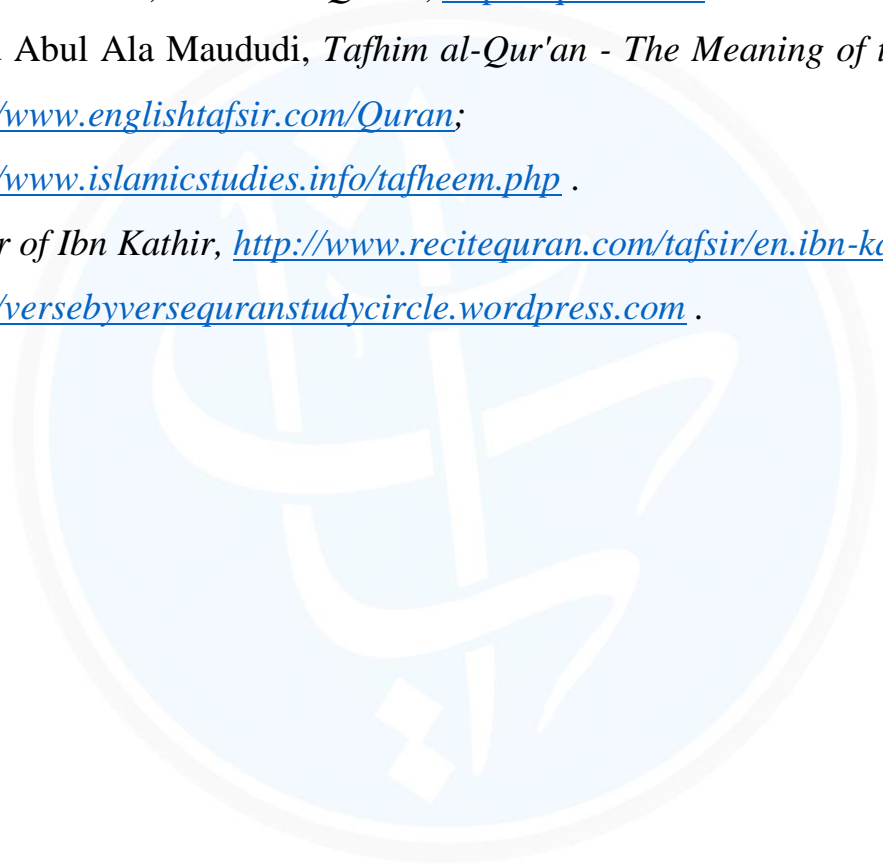 Abul Ala Maududi, Tafhim al-Qur'an - The Meaning of
/www.englishtafsir.com/Quran;
/www.islamicstudies.info/tafheem.php .
of Ibn Kathir, http://www.recitequran.com/tafsir/en.ibn-ka
/versebyversequranstudycircle.wordpress.com .